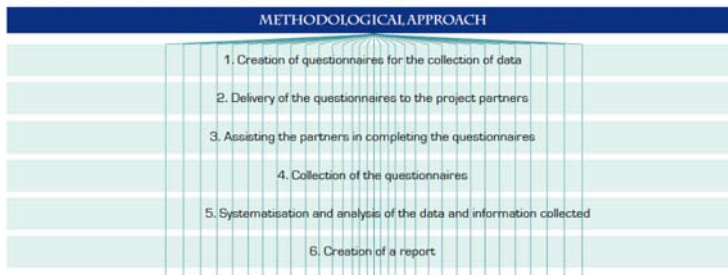 METHODOLOGICAL APPROACH
1. Creation of questionnaires for the collection of data
2. Delivery of the questionnaires to the project partners
3. Assisting the partners in completing the questionnaires
4. Collection of the questionnaires
5. Systematisation and analysis of the data and information collected
6. Creation of a report